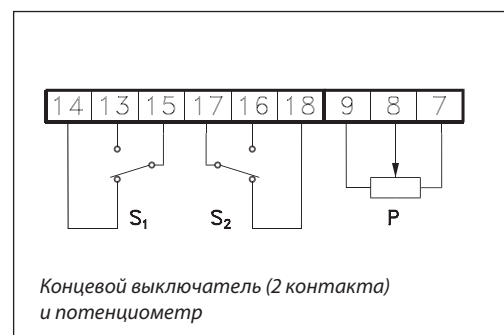 14 13 15 17 16 18 9 8 7
S₁ S₂ P
Концевой выключатель (2 контакта)
и потенциометр